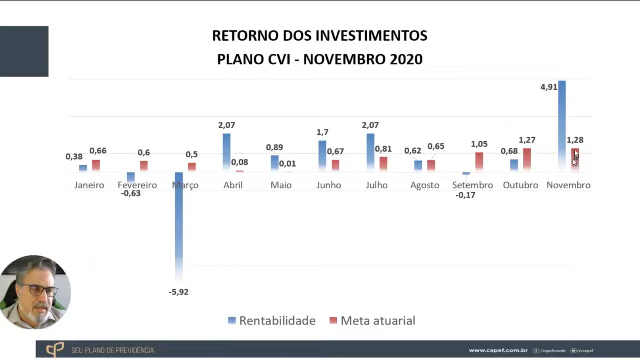 RETORNO DOS INVESTIMENTOS
PLANO CVI - NOVEMBRO 2020
0,38 0,66
-0,63 0,6
-5,92 0,5
2,07 0,08
0,89 0,01
1,7 0,67
2,07 0,81
0,62 0,65
-0,17 1,05
0,68 1,27
4,91 1,28
Janeiro Fevereiro Março Abril Maio Junho Julho Agosto Setembro Outubro Novembro
Rentabilidade Meta atuarial
SEU PLANO DE PREVIDÊNCIA
www.capef.com.br